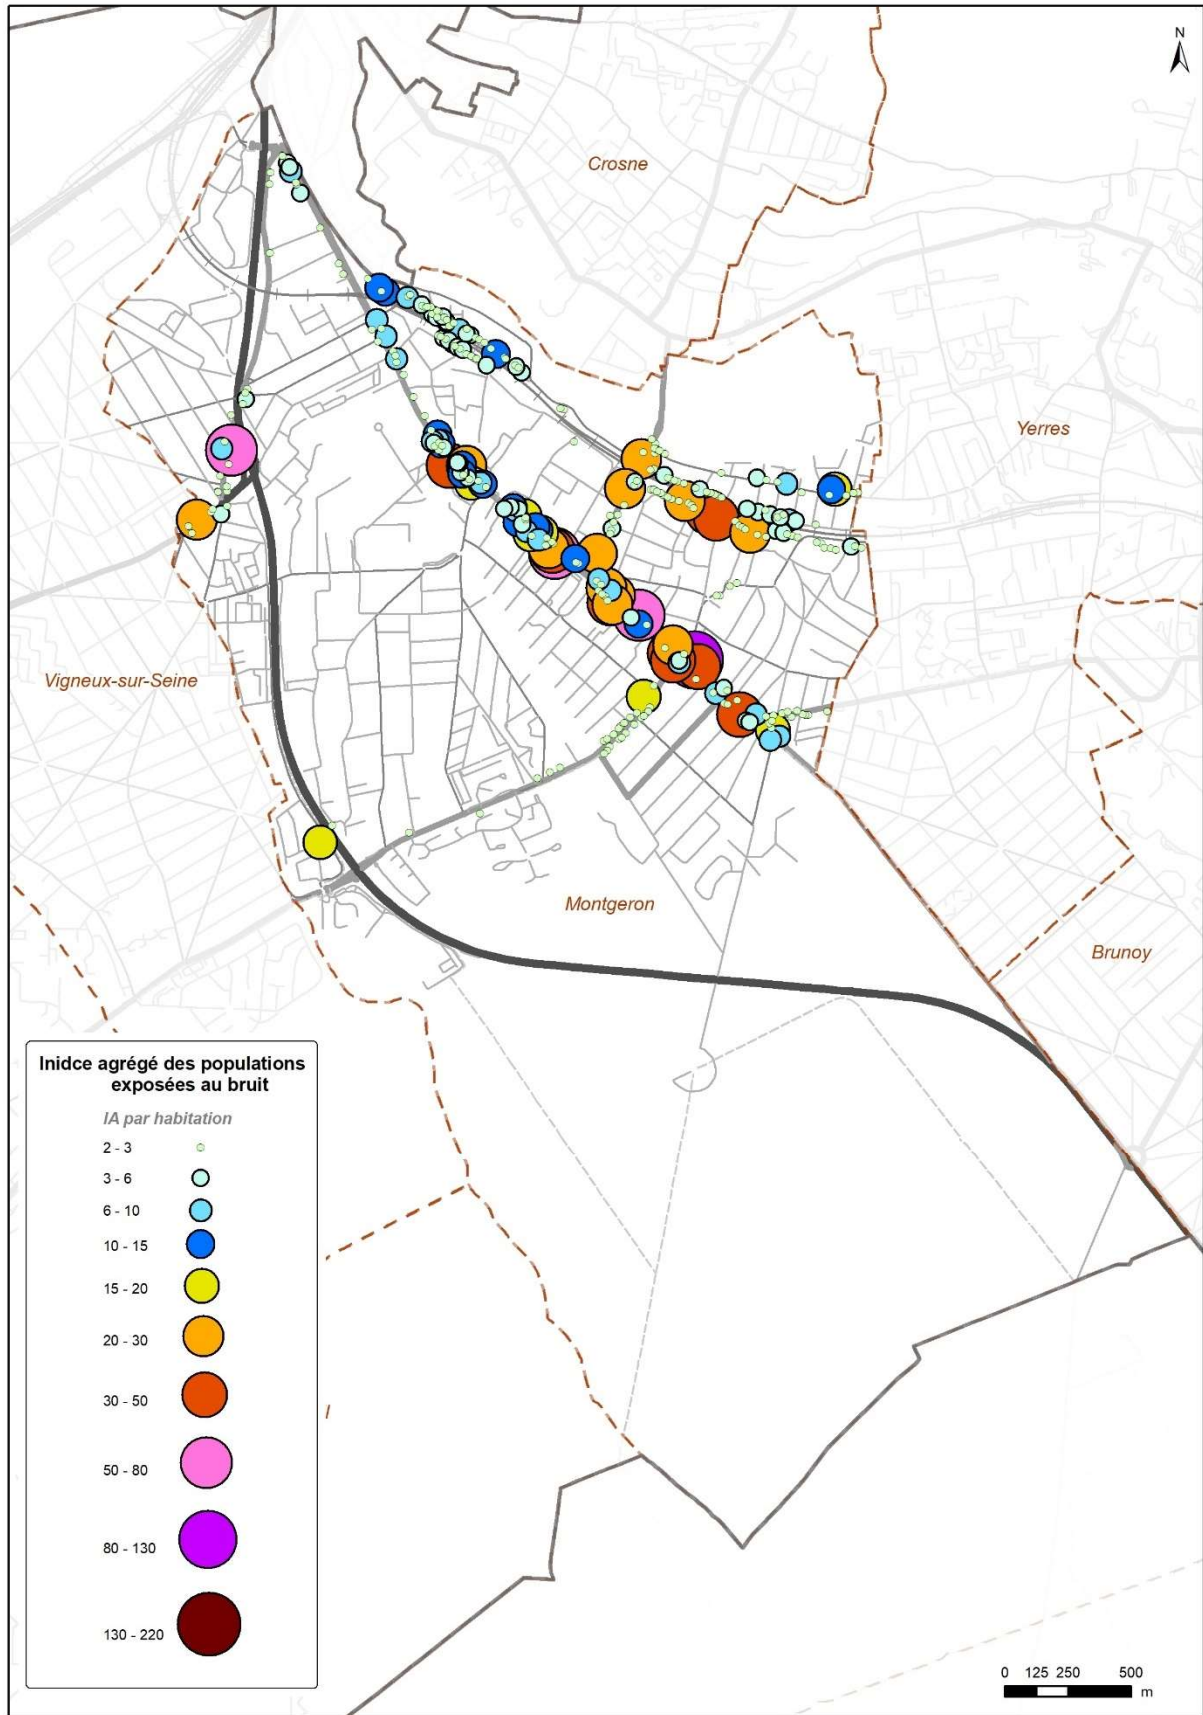 N
Crosne
Yerres
Vigneux-sur-Seine
Montgeron
Brunoy
Inidce agrégé des populations
exposées au bruit
IA par habitation
2 - 3
3 - 6
6 - 10
10 - 15
15 - 20
20 - 30
30 - 50
50 - 80
80 - 130
130 - 220
0 125 250 500
m